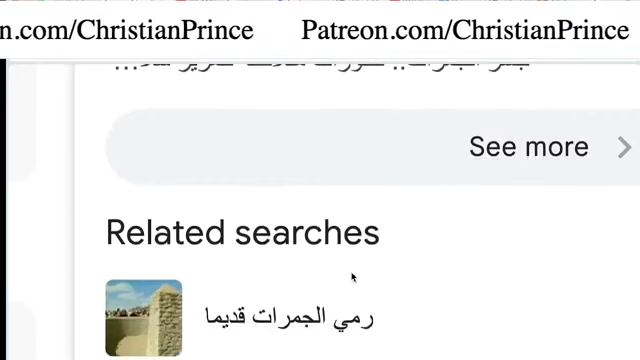 n.com/ChristianPrince Patreon.com/ChristianPrince
See more
Related searches
رمي الجمرات قديما